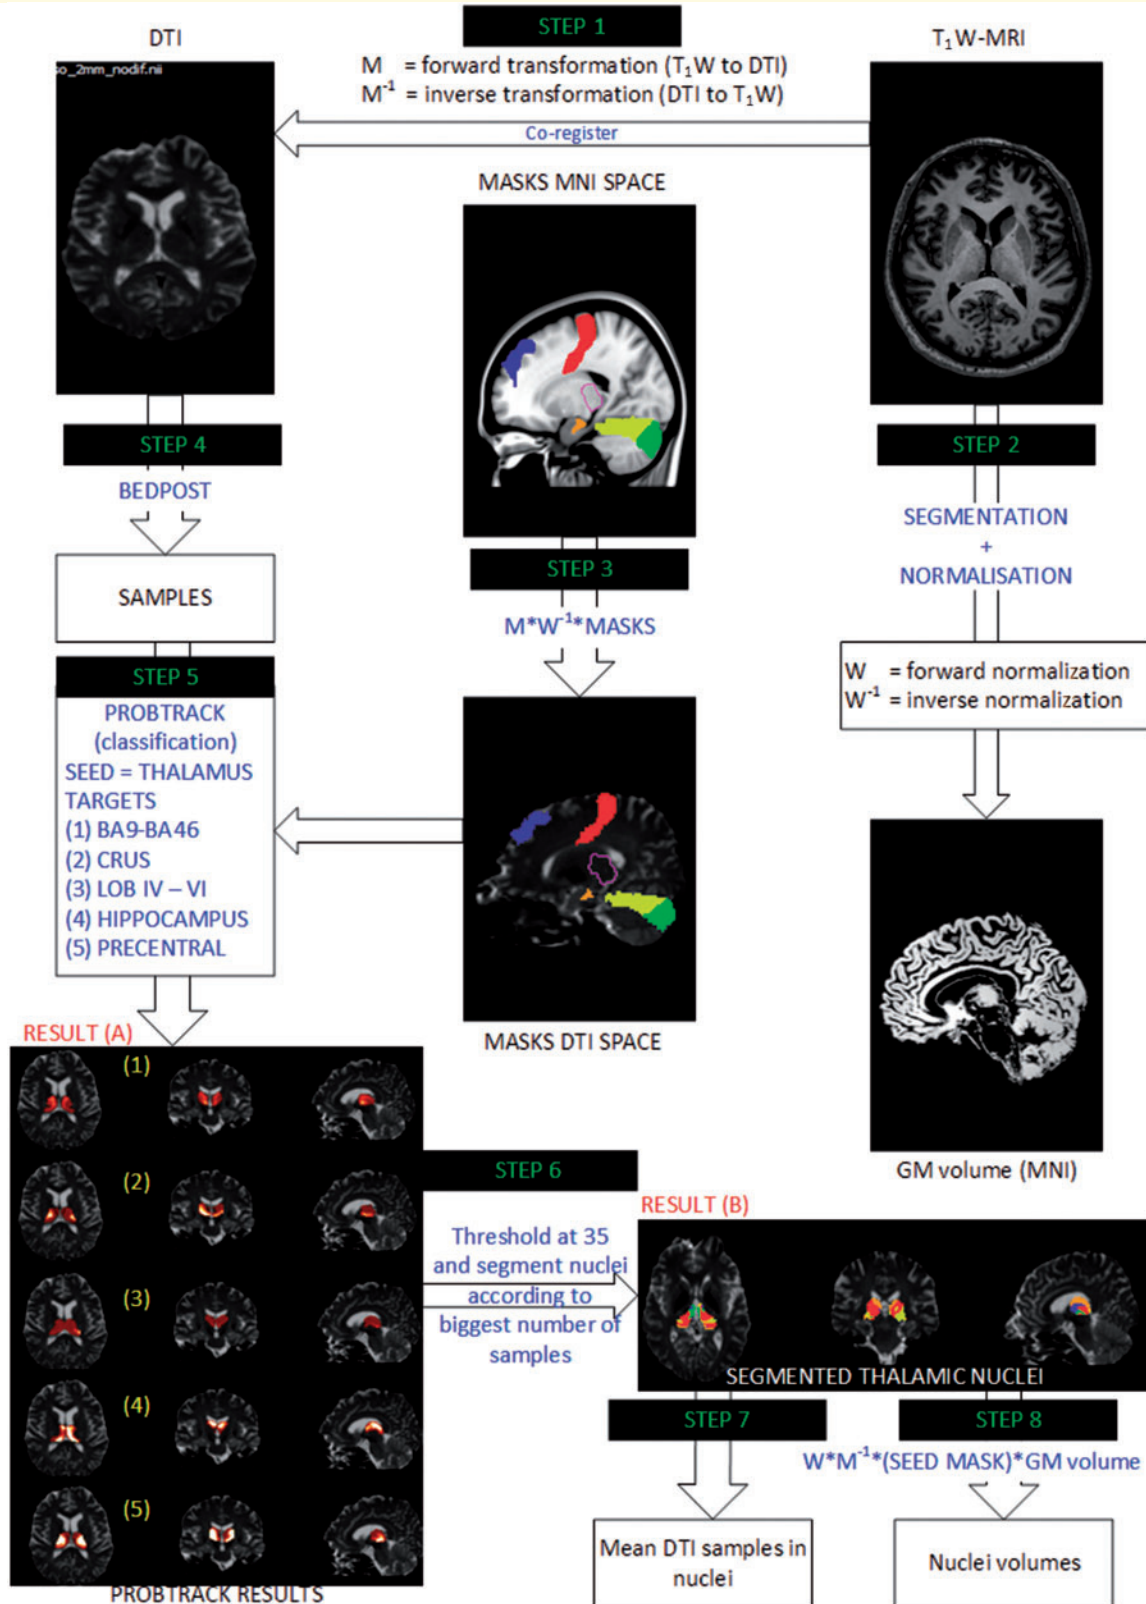 STEP 1
DTI
T₁W-MRI
so_2mm_nodif.nii
M = forward transformation (T₁W to DTI)
M⁻¹ = inverse transformation (DTI to T₁W)
Co-register
MASKS MNI SPACE
STEP 4
BEDPOST
SAMPLES
STEP 2
SEGMENTATION
+
NORMALISATION
STEP 3
M*W⁻¹*MASKS
W = forward normalization
W⁻¹ = inverse normalization
STEP 5
PROBTRACK
(classification)
SEED = THALAMUS
TARGETS
(1) BA9-BA46
(2) CRUS
(3) LOB IV – VI
(4) HIPPOCAMPUS
(5) PRECENTRAL
MASKS DTI SPACE
GM volume (MNI)
RESULT (A)
(1)
(2)
(3)
(4)
(5)
PROBTRACK RESULTS
STEP 6
Threshold at 35
and segment nuclei
according to
biggest number of
samples
RESULT (B)
SEGMENTED THALAMIC NUCLEI
STEP 7
Mean DTI samples in
nuclei
STEP 8
W*M⁻¹*(SEED MASK)*GM volume
Nuclei volumes